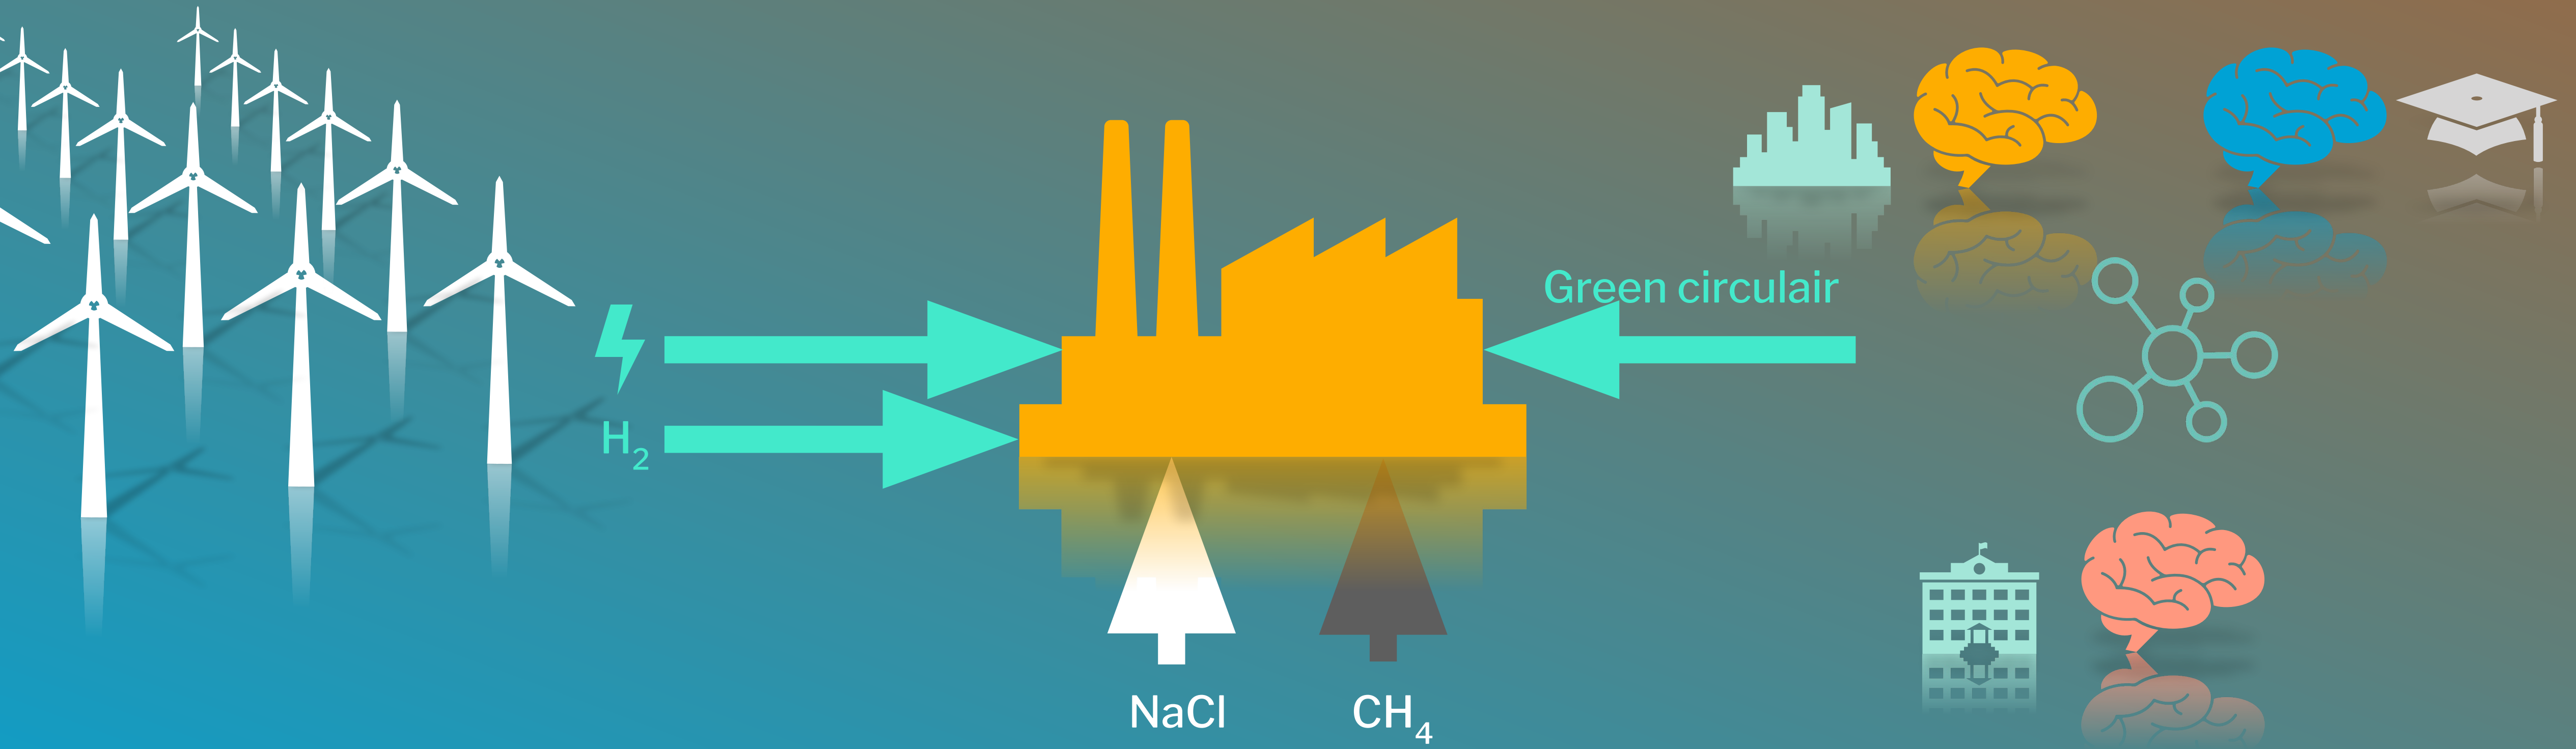 Green circulair
H₂
NaCl
CH₄